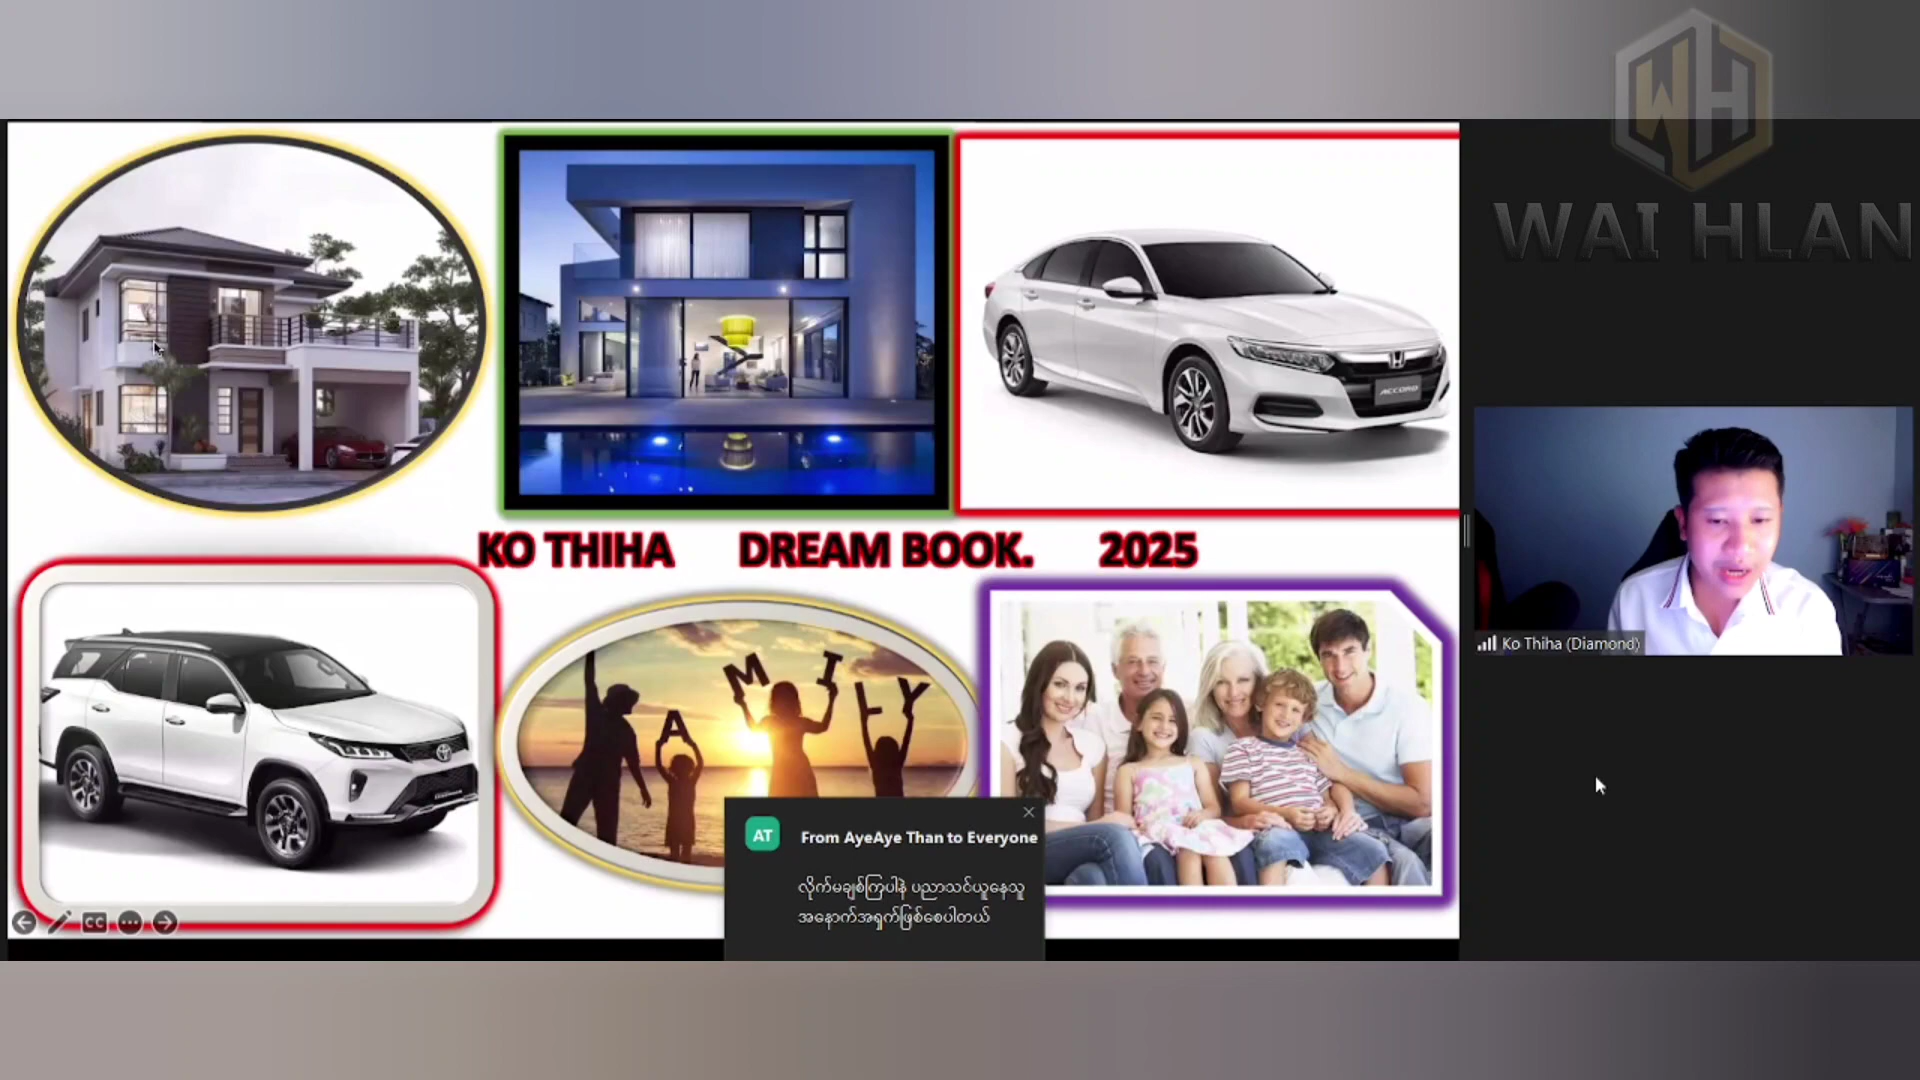 WH
WAI HLAN
ACCORD
KO THIHA DREAM BOOK. 2025
A M I L Y
Ko Thiha (Diamond)
AT From AyeAye Than to Everyone
လိုက်မချစ်ကြပါနဲ ပညာသင်ယူနေသူ
အနောက်အရှက်ဖြစ်စေပါတယ်
CC